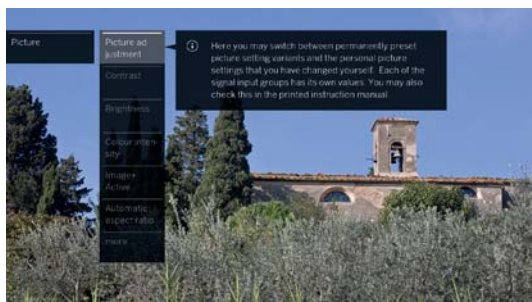 Picture
Picture ad
justment
Contrast
Brightness
Colour inten-
sity
Image+
Active
Automatic
aspect ratio
more ...
Here you may switch between permanently preset
picture setting variants and the personal picture
settings that you have changed yourself. Each of the
signal input groups has its own values. You may also
check this in the printed instruction manual.